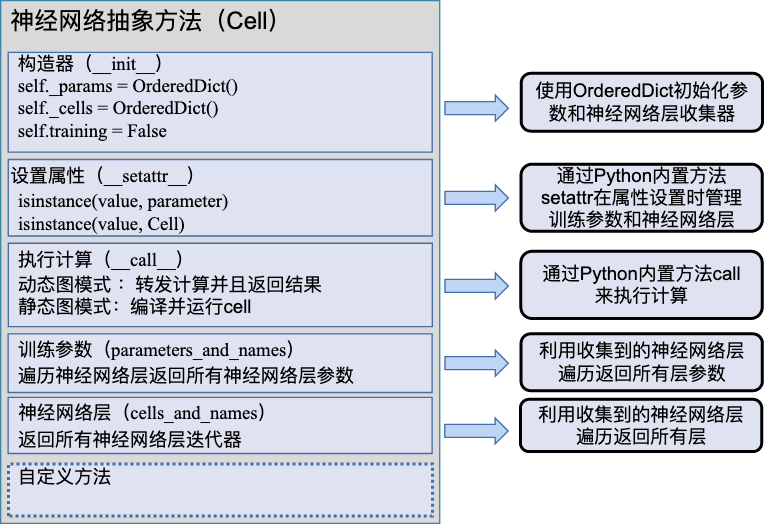 神经网络抽象方法（Cell）
构造器（__init__）
self._params = OrderedDict()
self._cells = OrderedDict()
self.training = False
使用OrderedDict初始化参
数和神经网络层收集器
设置属性（__setattr__）
isinstance(value, parameter)
isinstance(value, Cell)
通过Python内置方法
setattr在属性设置时管理
训练参数和神经网络层
执行计算（__call__）
动态图模式 ：转发计算并且返回结果
静态图模式：编译并运行cell
通过Python内置方法call
来执行计算
训练参数（parameters_and_names）
遍历神经网络层返回所有神经网络层参数
利用收集到的神经网络层
遍历返回所有层参数
神经网络层（cells_and_names）
返回所有神经网络层迭代器
利用收集到的神经网络层
遍历返回所有层
自定义方法